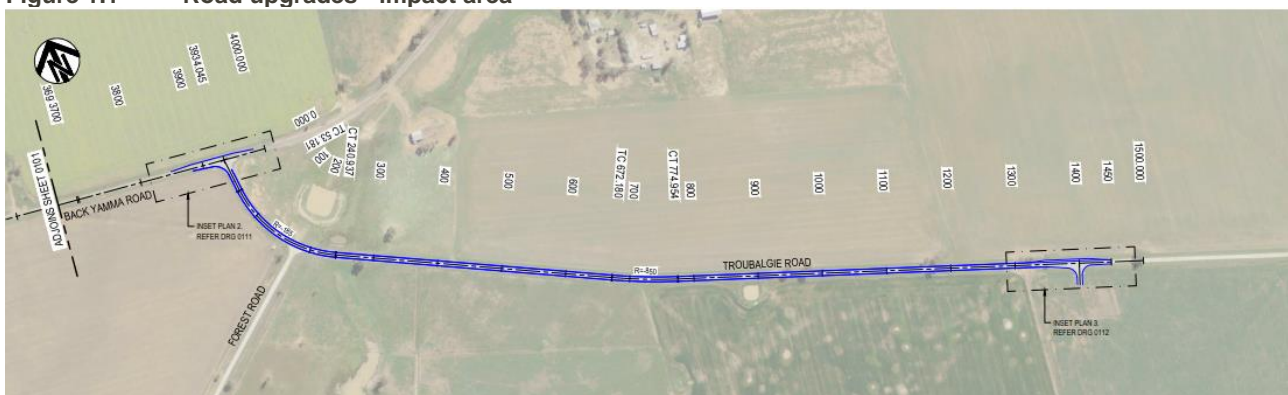 Figure 1.1 Road upgrades - impact area
3693.700
3800
3900
3934.045
4000.000
0.000
TC 53.181
100
200
CT 240.937
300
400
500
600
TC 672.180
700
CT 774.954
800
900
1000
1100
1200
1300
1400
1450
1500.000
ADJOINS SHEET 0101
BACK YAMMA ROAD
INSET PLAN 2.
REFER DRG 0111
R=-185
FOREST ROAD
R=-850
TROUBALGIE ROAD
INSET PLAN 3
REFER DRG 0112